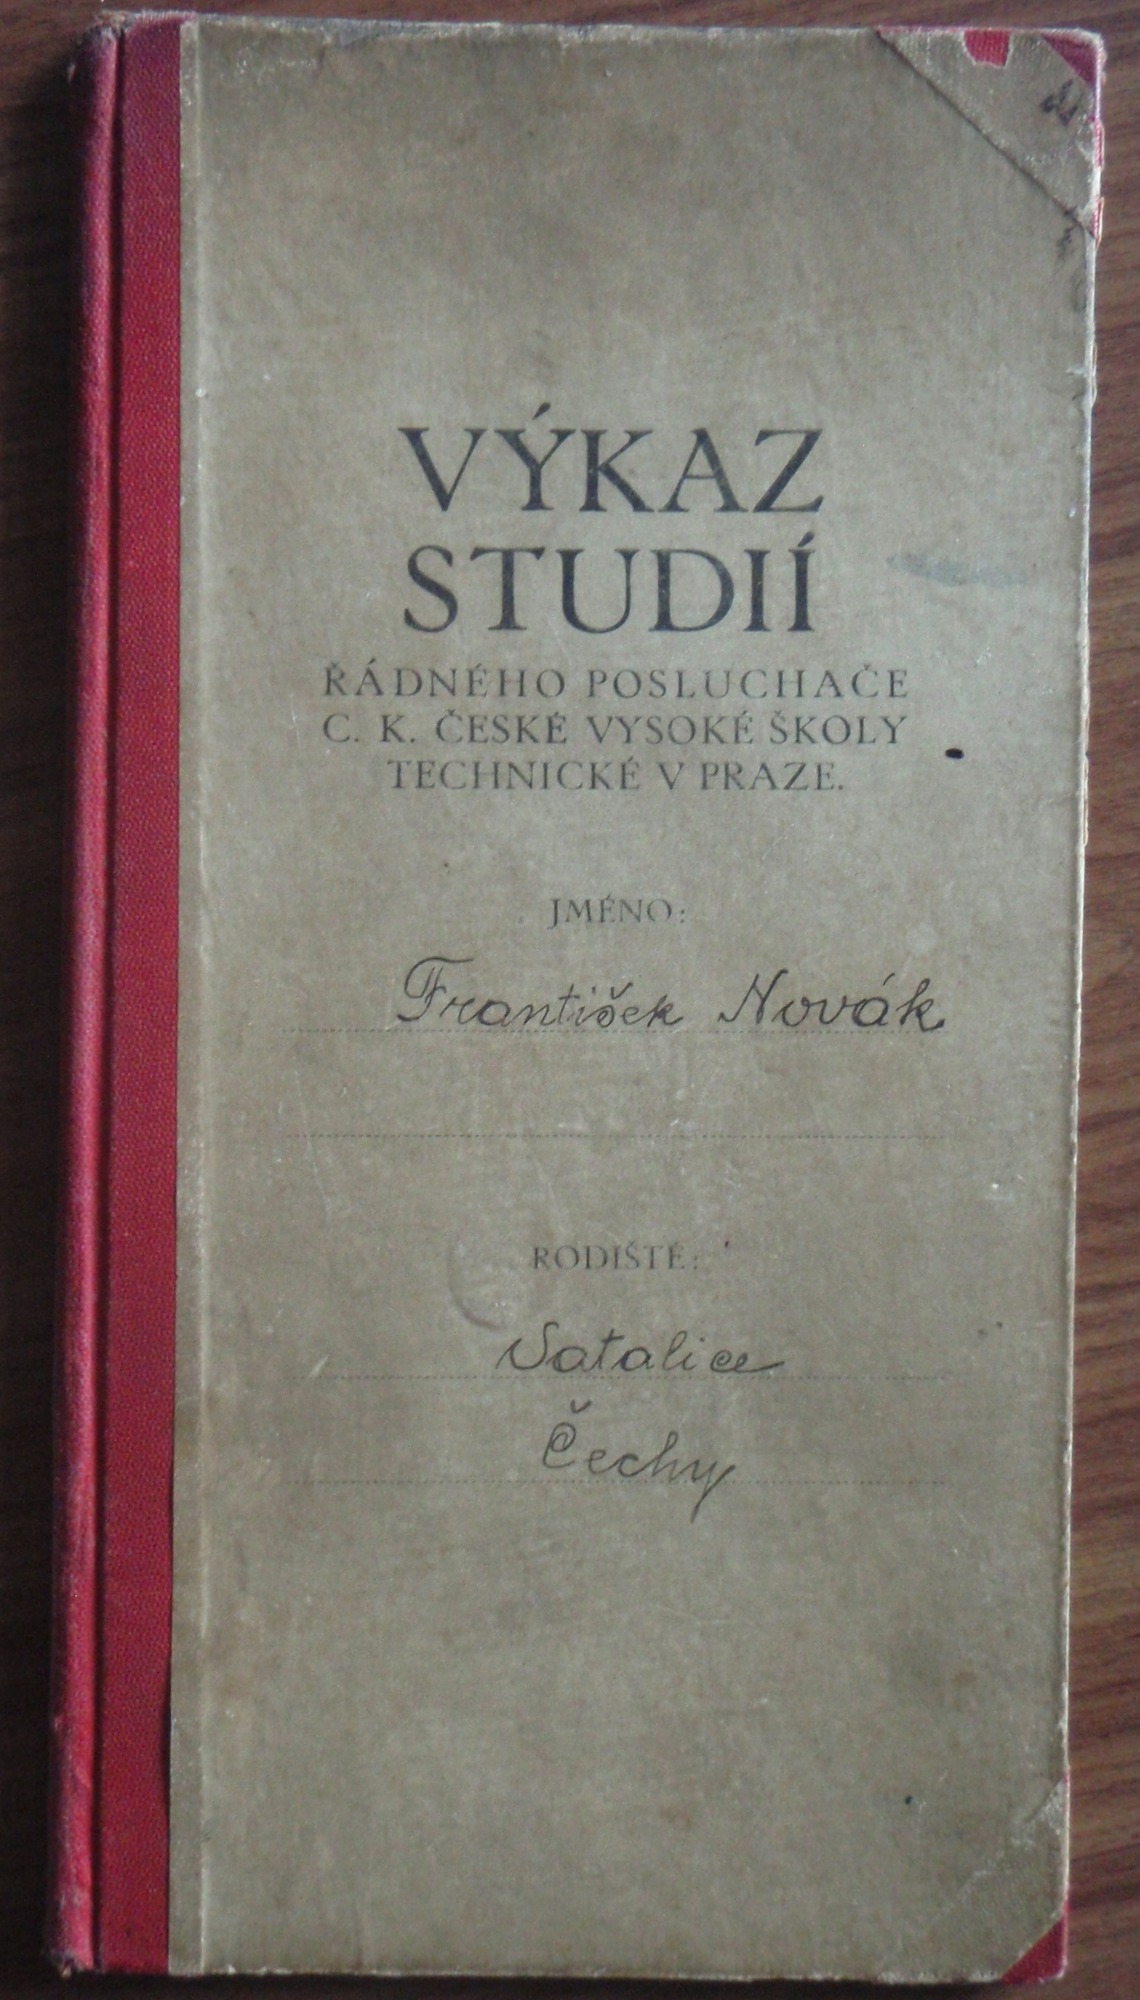 VÝKAZ
STUDIÍ
ŘÁDNÉHO POSLUCHAČE
C. K. ČESKÉ VYSOKÉ ŠKOLY
TECHNICKÉ V PRAZE.
JMÉNO:
František Novák
RODIŠTĚ:
Satalice
Čechy